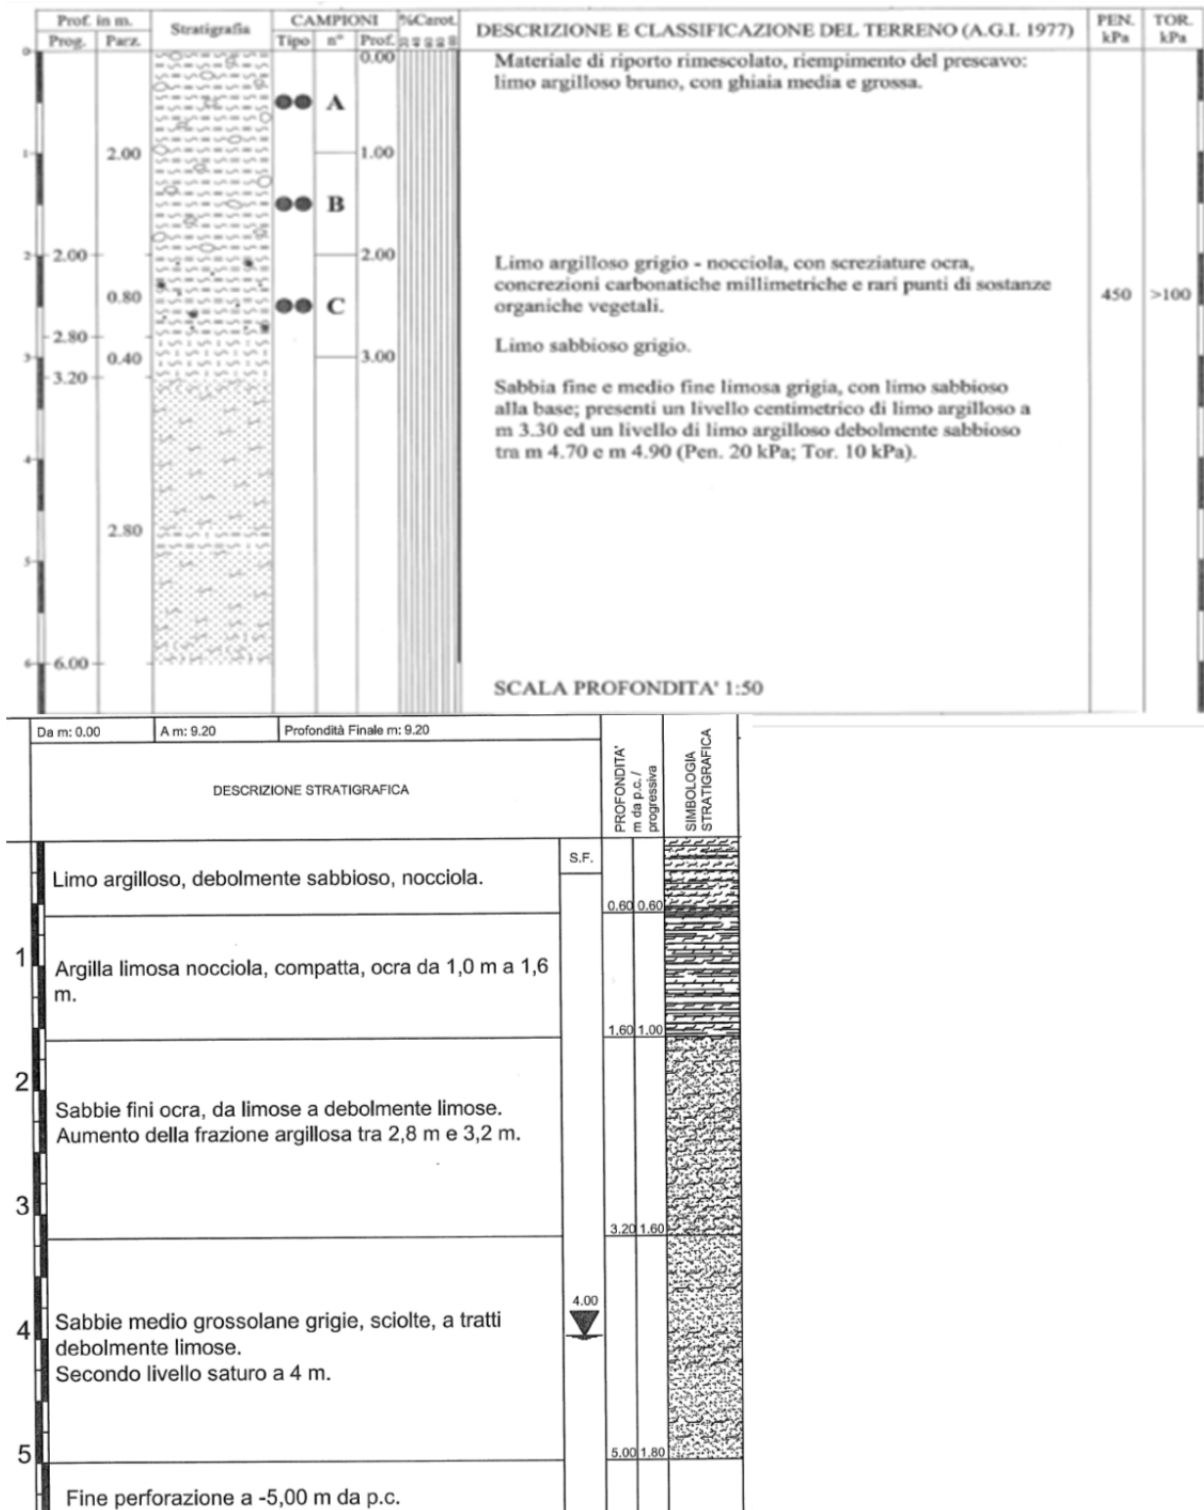 Prof. in m.
Stratigrafia
CAMPIONI
%Carot.
DESCRIZIONE E CLASSIFICAZIONE DEL TERRENO (A.G.I. 1977)
PEN.
kPa
TOR.
kPa
Prog.
Parz.
Tipo
n°
Prof.
0
0.00
Materiale di riporto rimescolato, riempimento del prescavo:
limo argilloso bruno, con ghiaia media e grossa.
A
1
2.00
1.00
B
2
2.00
2.00
Limo argilloso grigio - nocciola, con screziature ocra,
concrezioni carbonatiche millimetriche e rari punti di sostanze
organiche vegetali.
0.80
C
450
>100
2.80
Limo sabbioso grigio.
3
0.40
3.00
3.20
Sabbia fine e medio fine limosa grigia, con limo sabbioso
alla base; presenti un livello centimetrico di limo argilloso a
m 3.30 ed un livello di limo argilloso debolmente sabbioso
tra m 4.70 e m 4.90 (Pen. 20 kPa; Tor. 10 kPa).
4
2.80
5
6
6.00
SCALA PROFONDITA' 1:50
Da m: 0.00
A m: 9.20
Profondità Finale m: 9.20
DESCRIZIONE STRATIGRAFICA
PROFONDITA'
m da p.c. /
progressiva
SIMBOLOGIA
STRATIGRAFICA
S.F.
Limo argilloso, debolmente sabbioso, nocciola.
0.60 0.60
1
Argilla limosa nocciola, compatta, ocra da 1,0 m a 1,6
m.
1.60 1.00
2
Sabbie fini ocra, da limose a debolmente limose.
Aumento della frazione argillosa tra 2,8 m e 3,2 m.
3
3.20 1.60
4.00
4
Sabbie medio grossolane grigie, sciolte, a tratti
debolmente limose.
Secondo livello saturo a 4 m.
5
5.00 1.80
Fine perforazione a -5,00 m da p.c.